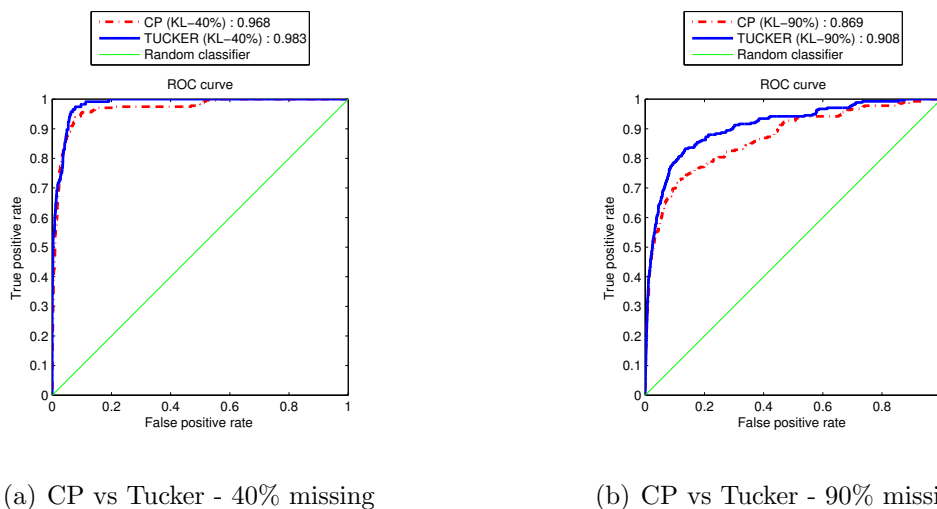 CP (KL-40%) : 0.968
TUCKER (KL-40%) : 0.983
Random classifier
ROC curve
True positive rate
1
0.9
0.8
0.7
0.6
0.5
0.4
0.3
0.2
0.1
0
0 0.2 0.4 0.6 0.8 1
False positive rate
(a) CP vs Tucker - 40% missing
CP (KL-90%) : 0.869
TUCKER (KL-90%) : 0.908
Random classifier
ROC curve
True positive rate
1
0.9
0.8
0.7
0.6
0.5
0.4
0.3
0.2
0.1
0
0 0.2 0.4 0.6 0.8
False positive rate
(b) CP vs Tucker - 90% missi